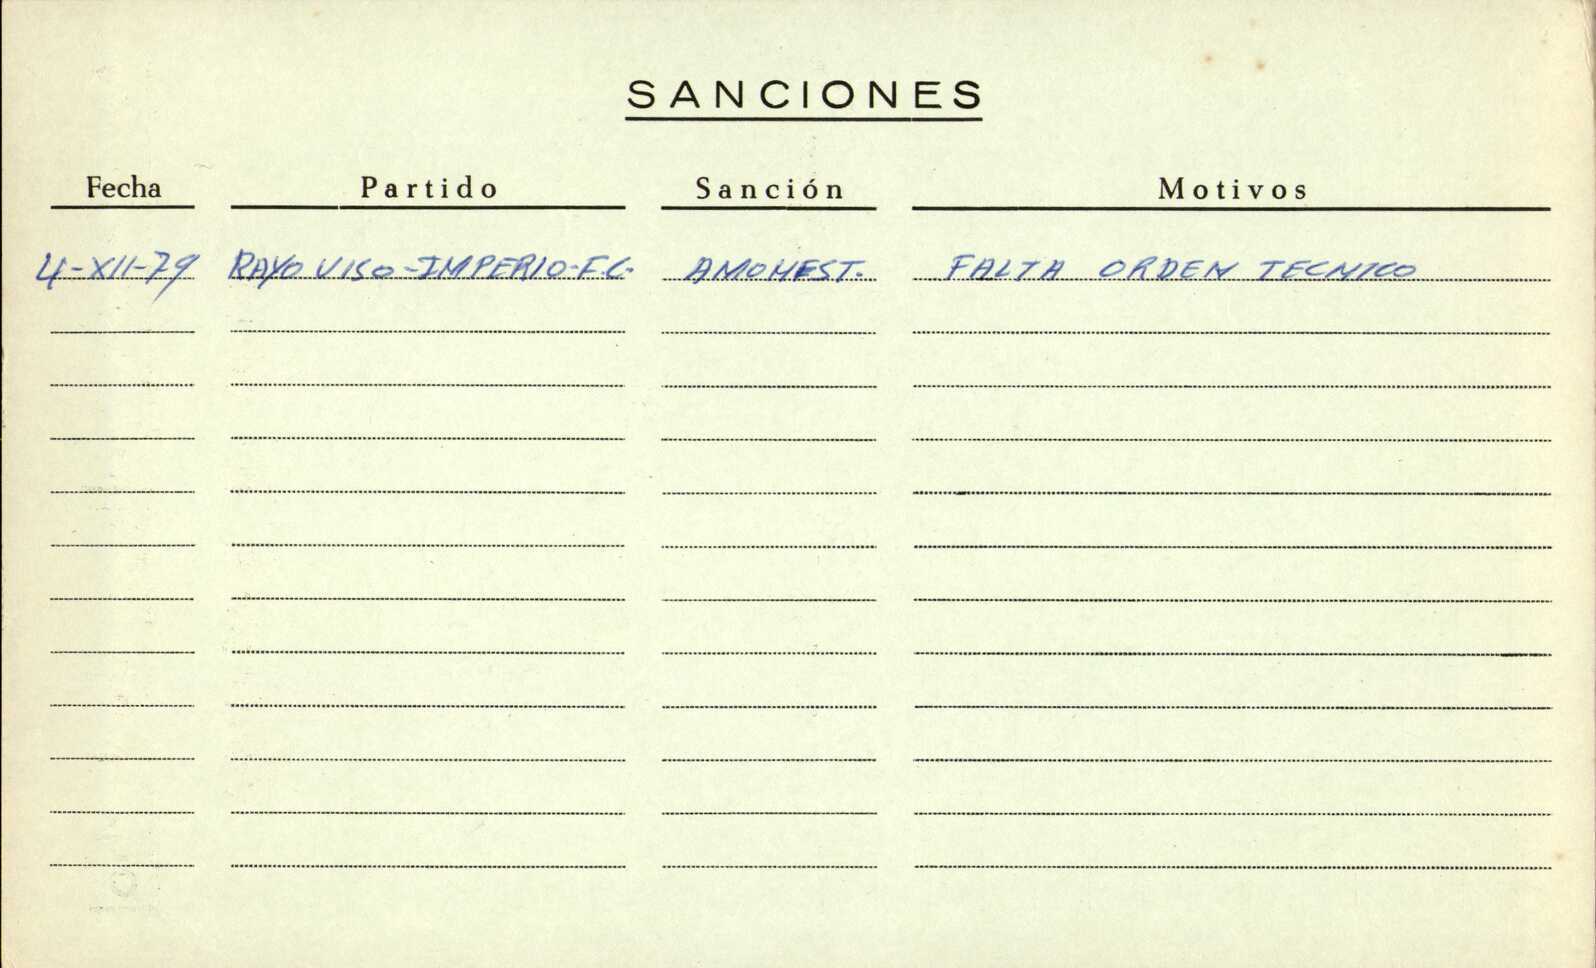 SANCIONES
Fecha Partido Sanción Motivos
4-XII-79 RAYO VISO-IMPERIO-F.C. AMONEST. FALTA ORDEN TECNICO